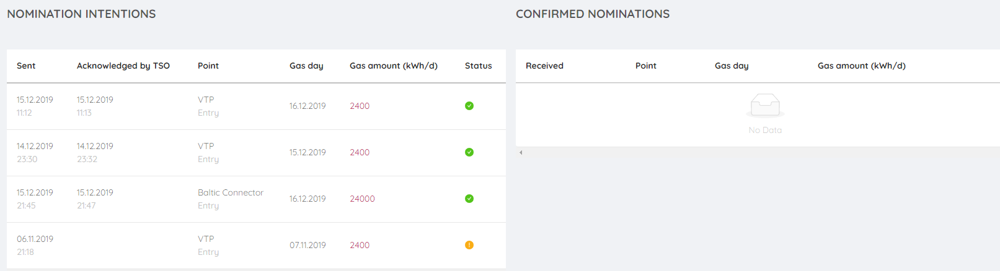 NOMINATION INTENTIONS
Sent Acknowledged by TSO Point Gas day Gas amount (kWh/d) Status
15.12.2019 15.12.2019 VTP 16.12.2019 2400
11:12 11:13 Entry
14.12.2019 14.12.2019 VTP 15.12.2019 2400
23:30 23:32 Entry
15.12.2019 15.12.2019 Baltic Connector 16.12.2019 24000
21:45 21:47 Entry
06.11.2019 VTP 07.11.2019 2400
21:18 Entry
CONFIRMED NOMINATIONS
Received Point Gas day Gas amount (kWh/d)
No Data